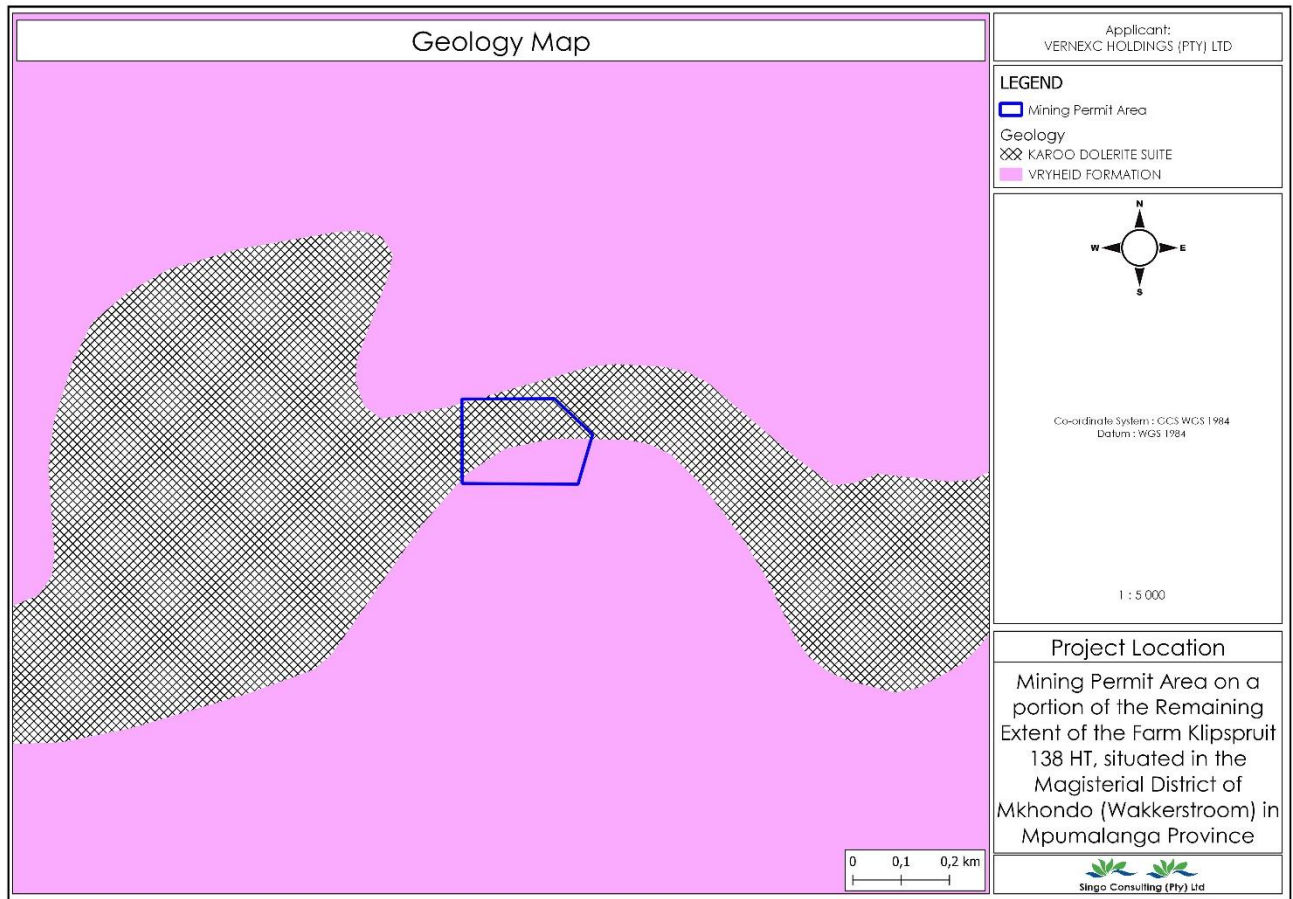 Geology Map
Applicant:
VERNEXC HOLDINGS (PTY) LTD
LEGEND
Mining Permit Area
Geology
KAROO DOLERITE SUITE
VRYHEID FORMATION
N
W E
S
Co-ordinate System : GCS WGS 1984
Datum : WGS 1984
1 : 5 000
0 0,1 0,2 km
Project Location
Mining Permit Area on a
portion of the Remaining
Extent of the Farm Klipspruit
138 HT, situated in the
Magisterial District of
Mkhondo (Wakkerstroom) in
Mpumalanga Province
Singo Consulting (Pty) Ltd